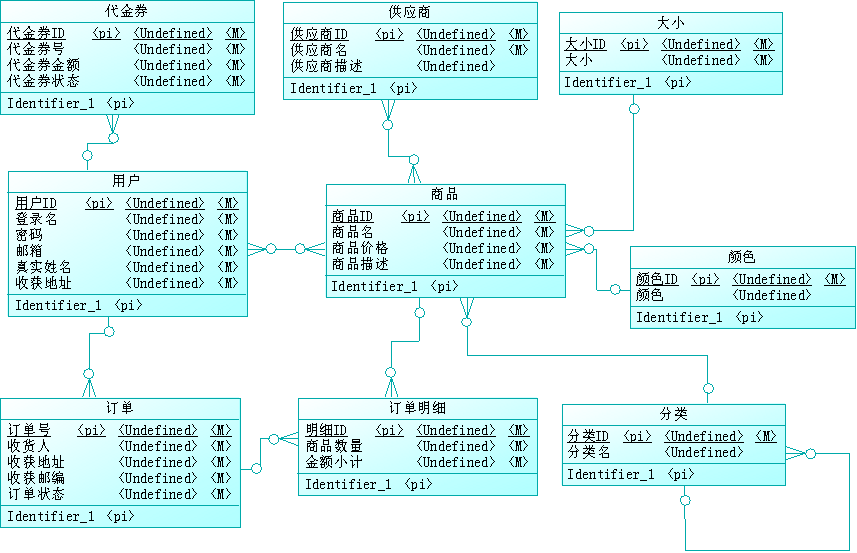 代金券
代金券ID <pi> <Undefined> <M>
代金券号 <Undefined> <M>
代金券金额 <Undefined> <M>
代金券状态 <Undefined> <M>
Identifier_1 <pi>
供应商
供应商ID <pi> <Undefined> <M>
供应商名 <Undefined> <M>
供应商描述 <Undefined>
Identifier_1 <pi>
大小
大小ID <pi> <Undefined> <M>
大小 <Undefined> <M>
Identifier_1 <pi>
用户
用户ID <pi> <Undefined> <M>
登录名 <Undefined> <M>
密码 <Undefined> <M>
邮箱 <Undefined> <M>
真实姓名 <Undefined> <M>
收获地址 <Undefined> <M>
Identifier_1 <pi>
商品
商品ID <pi> <Undefined> <M>
商品名 <Undefined> <M>
商品价格 <Undefined> <M>
商品描述 <Undefined> <M>
Identifier_1 <pi>
颜色
颜色ID <pi> <Undefined> <M>
颜色 <Undefined>
Identifier_1 <pi>
订单
订单号 <pi> <Undefined> <M>
收货人 <Undefined> <M>
收获地址 <Undefined> <M>
收获邮编 <Undefined> <M>
订单状态 <Undefined> <M>
Identifier_1 <pi>
订单明细
明细ID <pi> <Undefined> <M>
商品数量 <Undefined> <M>
金额小计 <Undefined> <M>
Identifier_1 <pi>
分类
分类ID <pi> <Undefined> <M>
分类名 <Undefined>
Identifier_1 <pi>